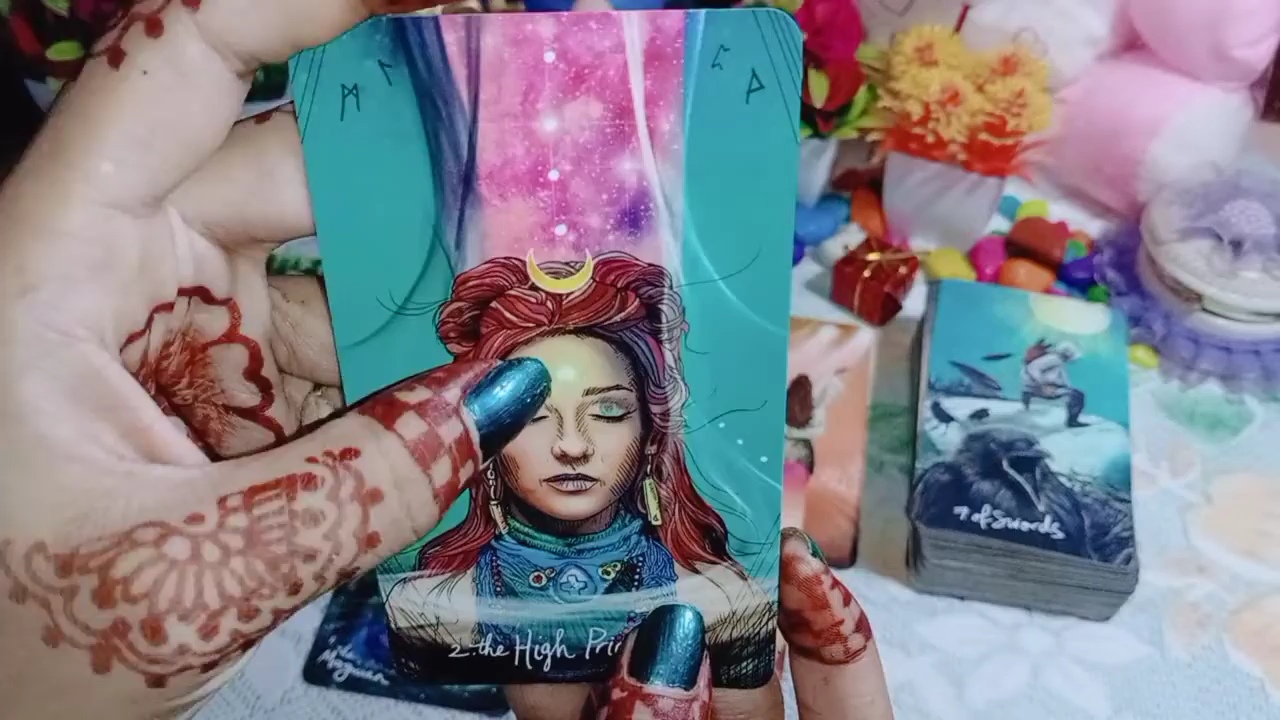 ᛗ ᛚ
2. the High Pri
7 of Swords